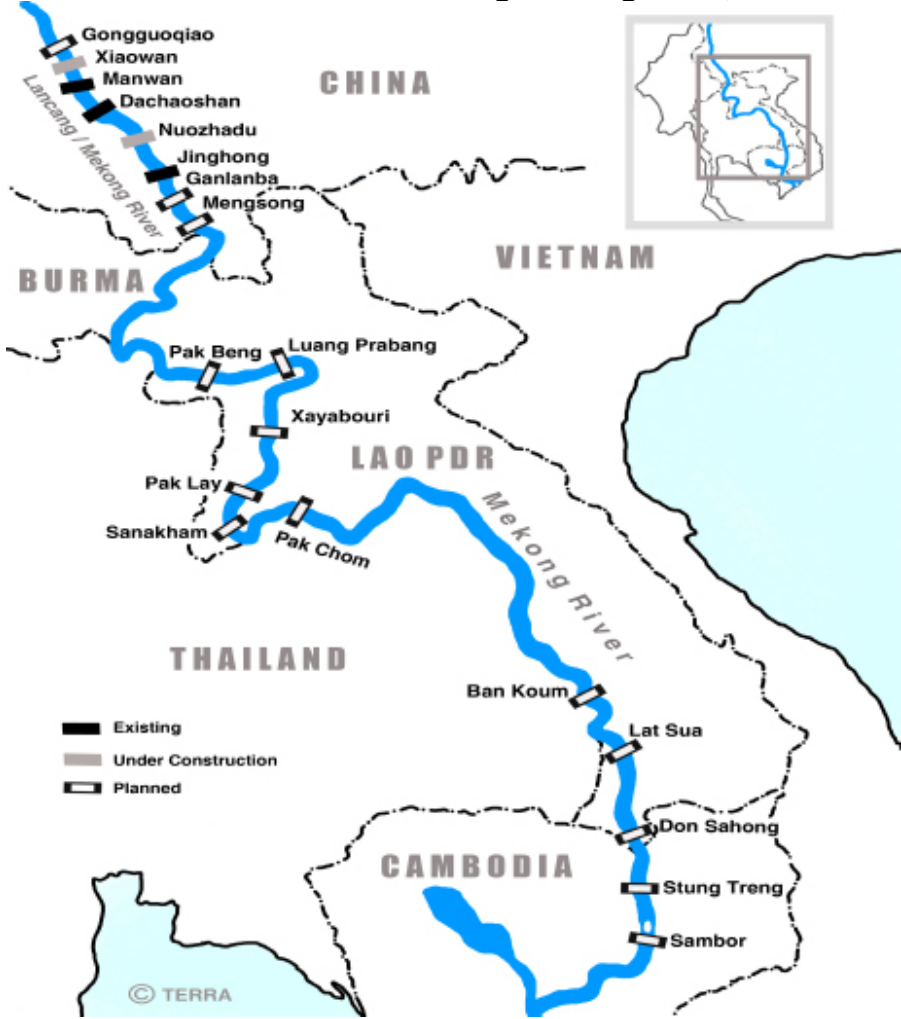 Gongguoqiao
Xiaowan
Manwan
Dachaoshan
Nuozhadu
Jinghong
Ganlanba
Mengsong
Lancang / Mekong River
CHINA
VIETNAM
BURMA
Pak Beng
Luang Prabang
Xayabouri
LAO PDR
Pak Lay
Sanakham
Pak Chom
Mekong River
THAILAND
Ban Koum
Lat Sua
Existing
Under Construction
Planned
Don Sahong
CAMBODIA
Stung Treng
Sambor
© TERRA